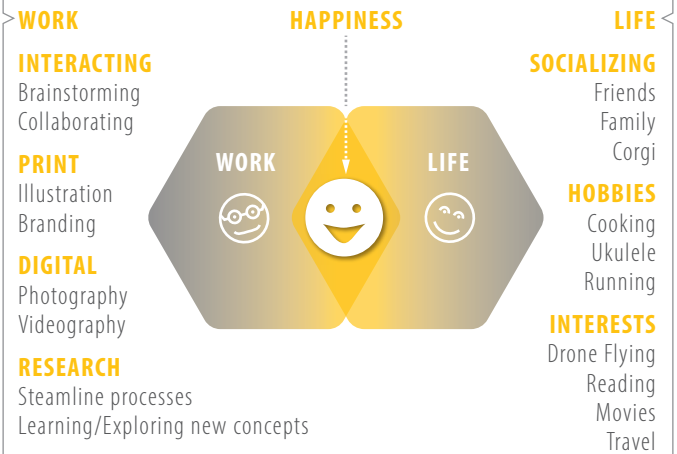 WORK
INTERACTING
Brainstorming
Collaborating
PRINT
Illustration
Branding
DIGITAL
Photography
Videography
RESEARCH
Steamline processes
Learning/Exploring new concepts
HAPPINESS
WORK
LIFE
LIFE
SOCIALIZING
Friends
Family
Corgi
HOBBIES
Cooking
Ukulele
Running
INTERESTS
Drone Flying
Reading
Movies
Travel